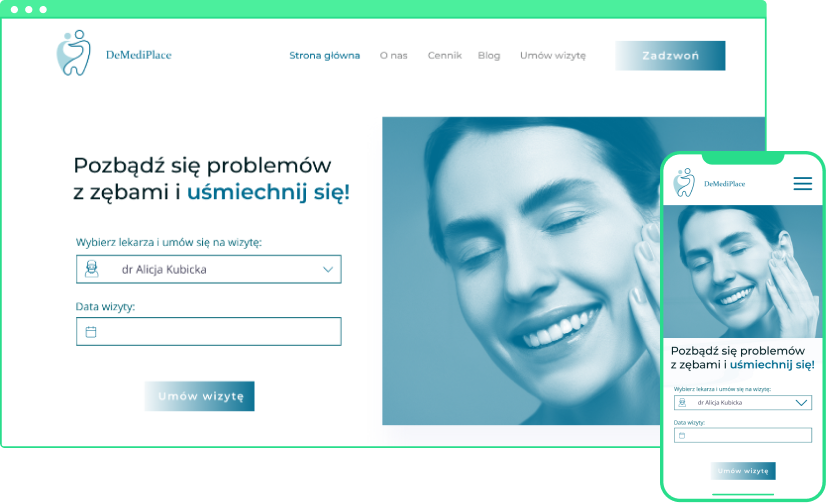 DeMediPlace
Strona główna O nas Cennik Blog Umów wizytę Zadzwoń
Pozbądź się problemów
z zębami i uśmiechnij się!
Wybierz lekarza i umów się na wizytę:
dr Alicja Kubicka
Data wizyty:
Umów wizytę
DeMediPlace
Pozbądź się problemów
z zębami i uśmiechnij się!
Wybierz lekarza i umów się na wizytę:
dr Alicja Kubicka
Data wizyty:
Umów wizytę